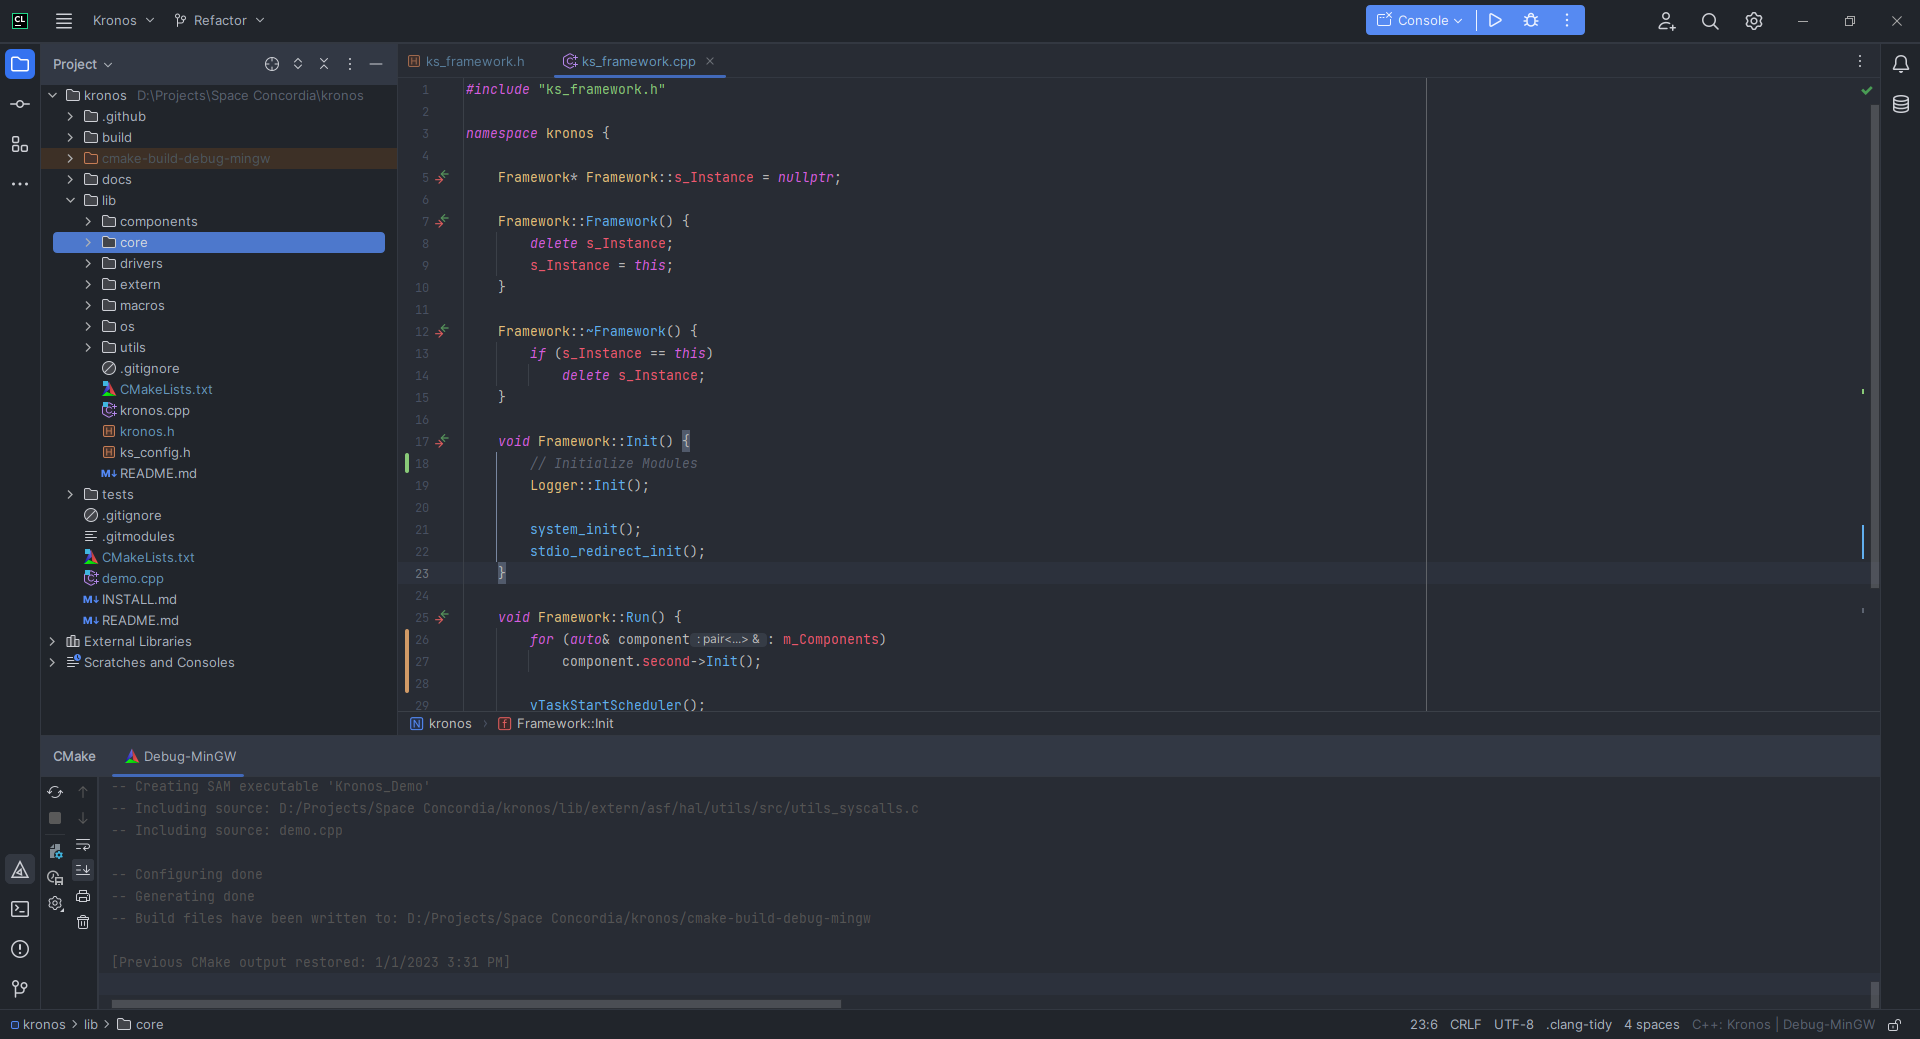 CL Kronos Refactor Console
Project
kronos D:\Projects\Space Concordia\kronos
.github
build
cmake-build-debug-mingw
docs
lib
components
core
drivers
extern
macros
os
utils
.gitignore
CMakeLists.txt
kronos.cpp
kronos.h
ks_config.h
M↓ README.md
tests
.gitignore
.gitmodules
CMakeLists.txt
demo.cpp
M↓ INSTALL.md
M↓ README.md
External Libraries
Scratches and Consoles
H ks_framework.h ks_framework.cpp
1 #include "ks_framework.h"
2
3 namespace kronos {
4
5 Framework* Framework::s_Instance = nullptr;
6
7 Framework::Framework() {
8 delete s_Instance;
9 s_Instance = this;
10 }
11
12 Framework::~Framework() {
13 if (s_Instance == this)
14 delete s_Instance;
15 }
16
17 void Framework::Init() {
18 // Initialize Modules
19 Logger::Init();
20
21 system_init();
22 stdio_redirect_init();
23 }
24
25 void Framework::Run() {
26 for (auto& component : pair<...> & : m_Components)
27 component.second->Init();
28
29 vTaskStartScheduler();
N kronos f Framework::Init
CMake Debug-MinGW
-- Creating SAM executable 'Kronos_Demo'
-- Including source: D:/Projects/Space Concordia/kronos/lib/extern/asf/hal/utils/src/utils_syscalls.c
-- Including source: demo.cpp
-- Configuring done
-- Generating done
-- Build files have been written to: D:/Projects/Space Concordia/kronos/cmake-build-debug-mingw
[Previous CMake output restored: 1/1/2023 3:31 PM]
kronos > lib > core 23:6 CRLF UTF-8 .clang-tidy 4 spaces C++: Kronos | Debug-MinGW